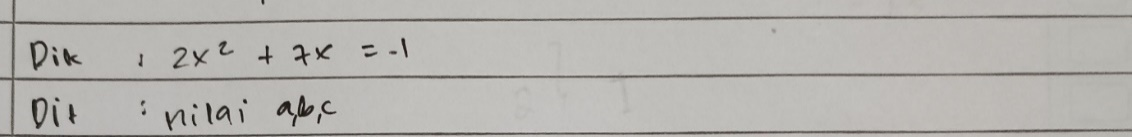 Dik : 2x² + 7x = -1
Dit : nilai a,b,c